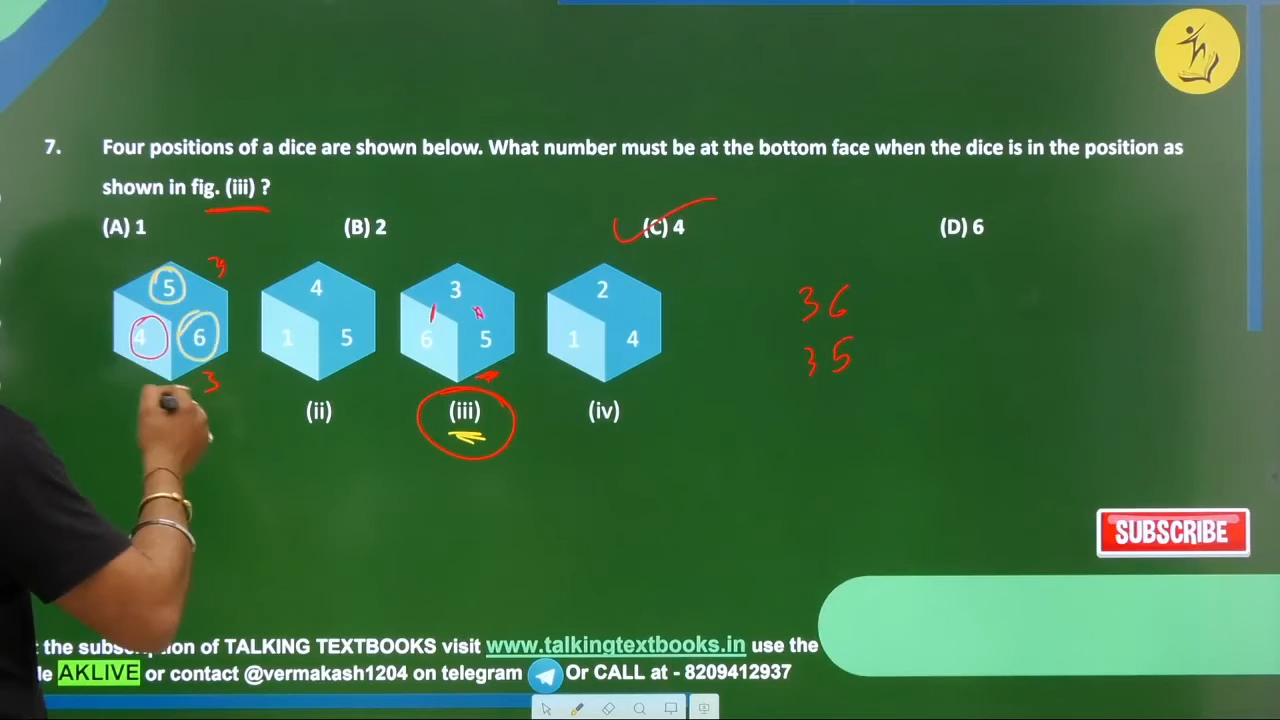 7. Four positions of a dice are shown below. What number must be at the bottom face when the dice is in the position as
shown in fig. (iii) ?
(A) 1 (B) 2 (C) 4 (D) 6
5 4 6
4 1 5
3 6 5
2 1 4
3
3
(ii) (iii) (iv)
36
35
SUBSCRIBE
the of TALKING TEXTBOOKS visit www.talkingtextbooks.in use the
AKLIVE or contact @vermakash1204 on telegram Or CALL at - 8209412937